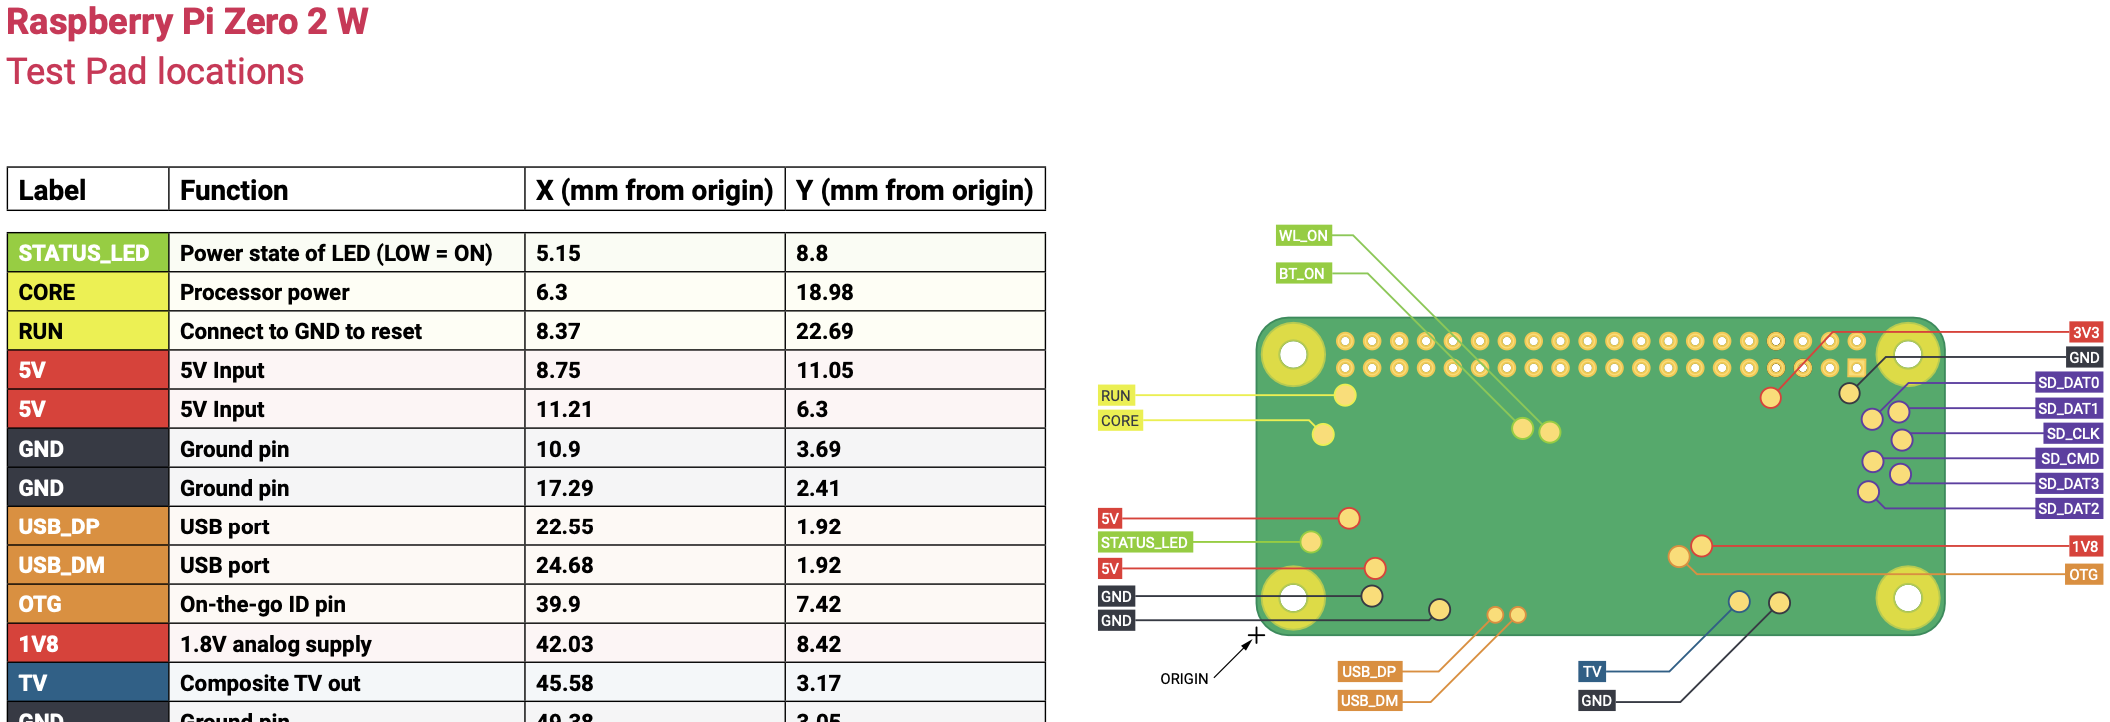 Raspberry Pi Zero 2 W
Test Pad locations
Label Function X (mm from origin) Y (mm from origin)
STATUS_LED Power state of LED (LOW = ON) 5.15 8.8
CORE Processor power 6.3 18.98
RUN Connect to GND to reset 8.37 22.69
5V 5V Input 8.75 11.05
5V 5V Input 11.21 6.3
GND Ground pin 10.9 3.69
GND Ground pin 17.29 2.41
USB_DP USB port 22.55 1.92
USB_DM USB port 24.68 1.92
OTG On-the-go ID pin 39.9 7.42
1V8 1.8V analog supply 42.03 8.42
TV Composite TV out 45.58 3.17
GND Ground pin 49.38 3.05
WL_ON
BT_ON
RUN
CORE
5V
STATUS_LED
5V
GND
GND
ORIGIN
USB_DP
USB_DM
TV
GND
3V3
GND
SD_DAT0
SD_DAT1
SD_CLK
SD_CMD
SD_DAT3
SD_DAT2
1V8
OTG